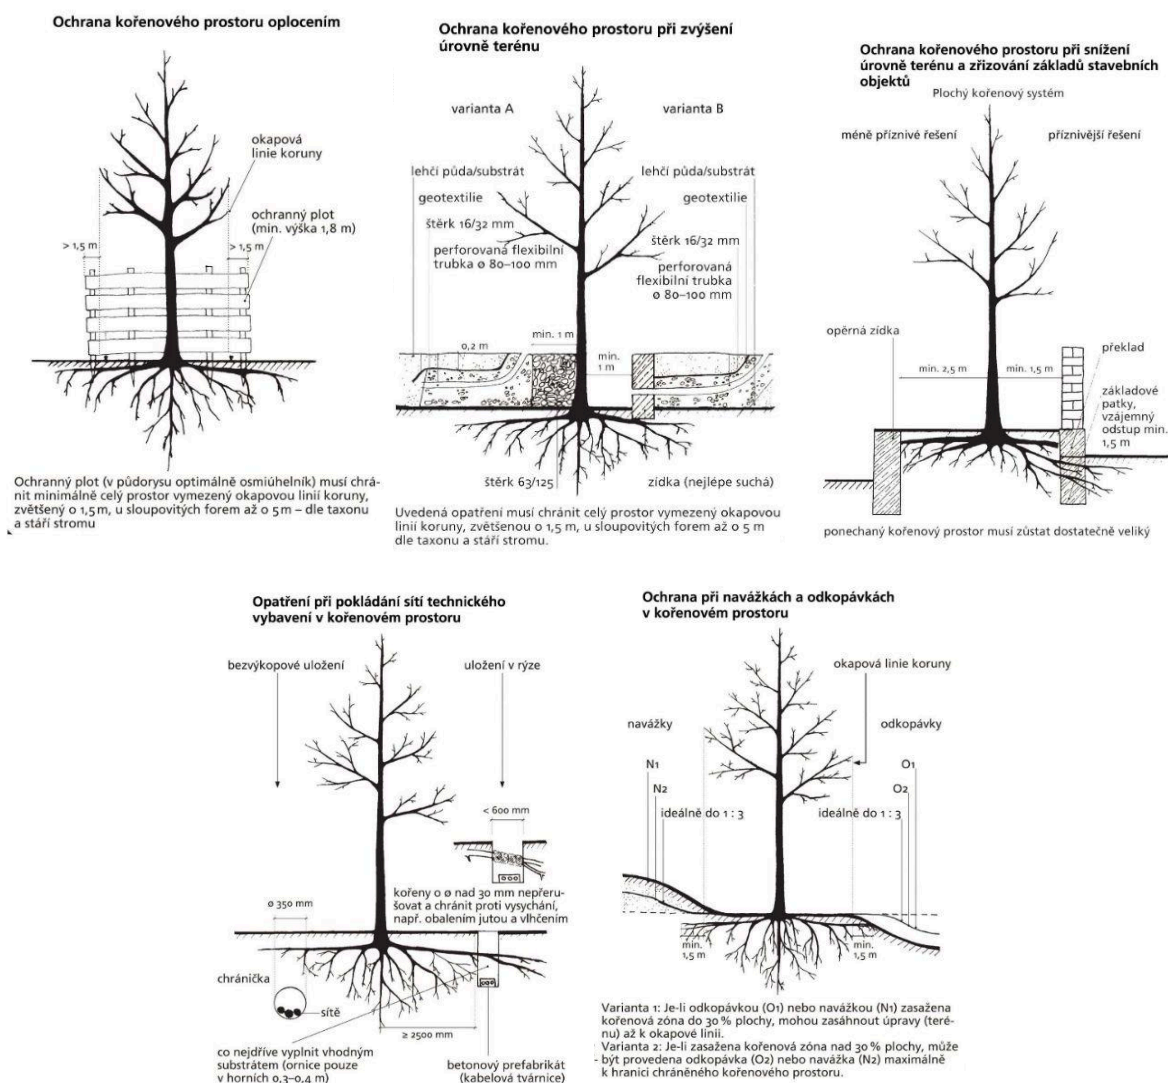 Ochrana kořenového prostoru oplocením
okapová
linie koruny
ochranný plot
(min. výška 1,8 m)
> 1,5 m
> 1,5 m
Ochranný plot (v půdorysu optimálně osmiúhelník) musí chrá-
nit minimálně celý prostor vymezený okapovou linií koruny,
zvětšený o 1,5 m, u sloupovitých forem až o 5 m – dle taxonu
a stáří stromu
Ochrana kořenového prostoru při zvýšení
úrovně terénu
varianta A
varianta B
lehčí půda/substrát
geotextilie
štěrk 16/32 mm
perforovaná flexibilní
trubka ø 80–100 mm
lehčí půda/substrát
geotextilie
štěrk 16/32 mm
perforovaná
flexibilní trubka
ø 80–100 mm
0,2 m
min. 1 m
min.
1 m
štěrk 63/125
zídka (nejlépe suchá)
Uvedená opatření musí chránit celý prostor vymezený okapovou
linií koruny, zvětšenou o 1,5 m, u sloupovitých forem až o 5 m
dle taxonu a stáří stromu.
Ochrana kořenového prostoru při snížení
úrovně terénu a zřizování základů stavebních
objektů
Plochý kořenový systém
méně příznivé řešení
příznivější řešení
opěrná zídka
min. 2,5 m
min. 1,5 m
překlad
základové
patky,
vzájemný
odstup min.
1,5 m
ponechaný kořenový prostor musí zůstat dostatečně veliký
Opatření při pokládání sítí technického
vybavení v kořenovém prostoru
bezvýkopové uložení
uložení v rýze
< 600 mm
kořeny o ø nad 30 mm nepřeru-
šovat a chránit proti vysychání,
např. obalením jutou a vlhčením
ø 350 mm
chránička
sítě
≥ 2500 mm
co nejdříve vyplnit vhodným
substrátem (ornice pouze
v horních 0,3–0,4 m)
betonový prefabrikát
(kabelová tvárnice)
Ochrana při navážkách a odkopávkách
v kořenovém prostoru
okapová linie koruny
navážky
odkopávky
N1
N2
ideálně do 1 : 3
ideálně do 1 : 3
O1
O2
min.
1,5 m
min.
1,5 m
Varianta 1: Je-li odkopávkou (O1) nebo navážkou (N1) zasažena
kořenová zóna do 30 % plochy, mohou zasáhnout úpravy (teré-
nu) až k okapové linii.
Varianta 2: Je-li zasažena kořenová zóna nad 30 % plochy, může
být provedena odkopávka (O2) nebo navážka (N2) maximálně
k hranici chráněného kořenového prostoru.